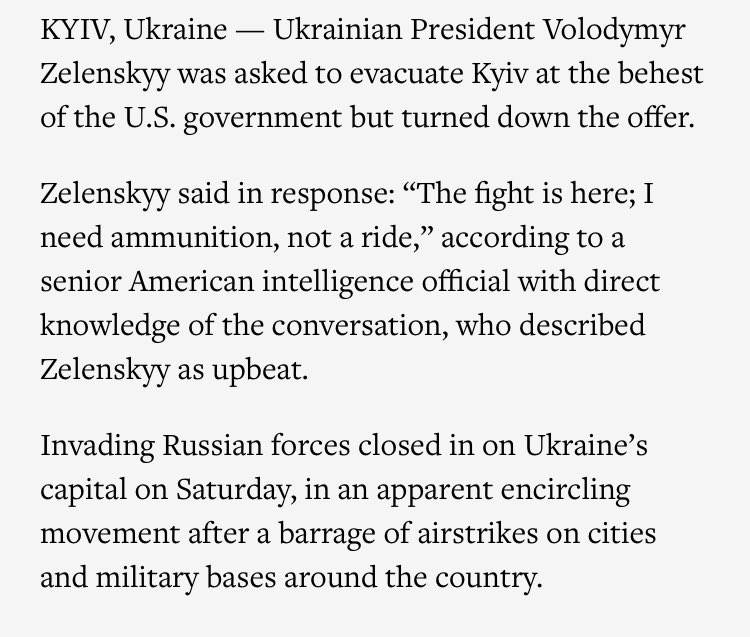 KYIV, Ukraine — Ukrainian President Volodymyr
Zelenskyy was asked to evacuate Kyiv at the behest
of the U.S. government but turned down the offer.
Zelenskyy said in response: “The fight is here; I
need ammunition, not a ride,” according to a
senior American intelligence official with direct
knowledge of the conversation, who described
Zelenskyy as upbeat.
Invading Russian forces closed in on Ukraine’s
capital on Saturday, in an apparent encircling
movement after a barrage of airstrikes on cities
and military bases around the country.